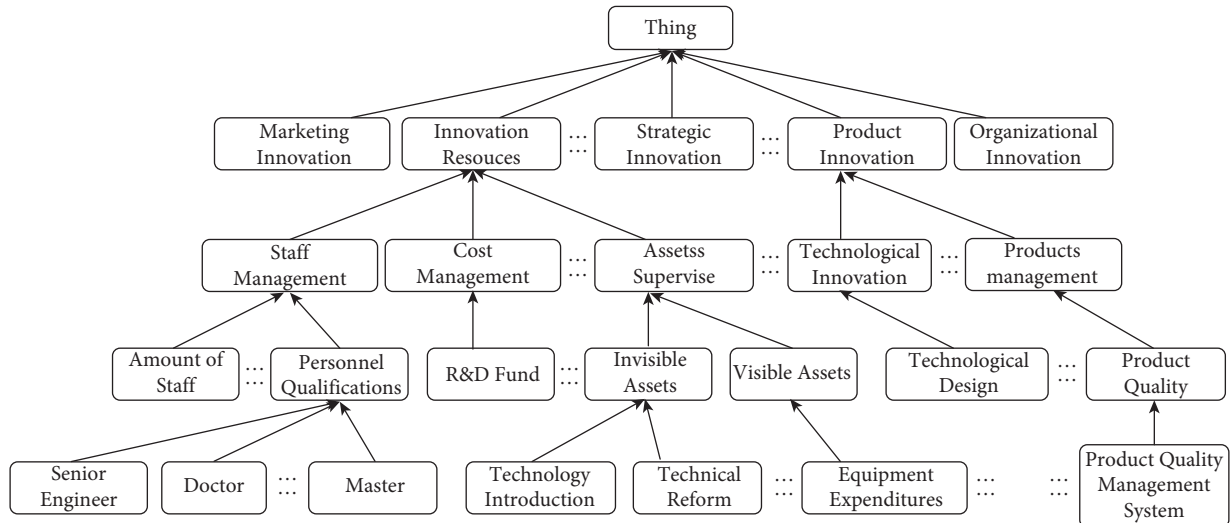 Thing
Marketing
Innovation
Innovation
Resouces
...
...
Strategic
Innovation
...
...
Product
Innovation
Organizational
Innovation
Staff
Management
...
...
Cost
Management
...
...
Assetss
Supervise
...
...
Technological
Innovation
...
...
Products
management
Amount of
Staff
...
...
Personnel
Qualifications
R&D Fund
...
...
Invisible
Assets
...
...
Visible Assets
Technological
Design
...
...
Product
Quality
Senior
Engineer
Doctor
...
...
Master
Technology
Introduction
Technical
Reform
...
...
Equipment
Expenditures
...
...
...
...
Product Quality
Management
System